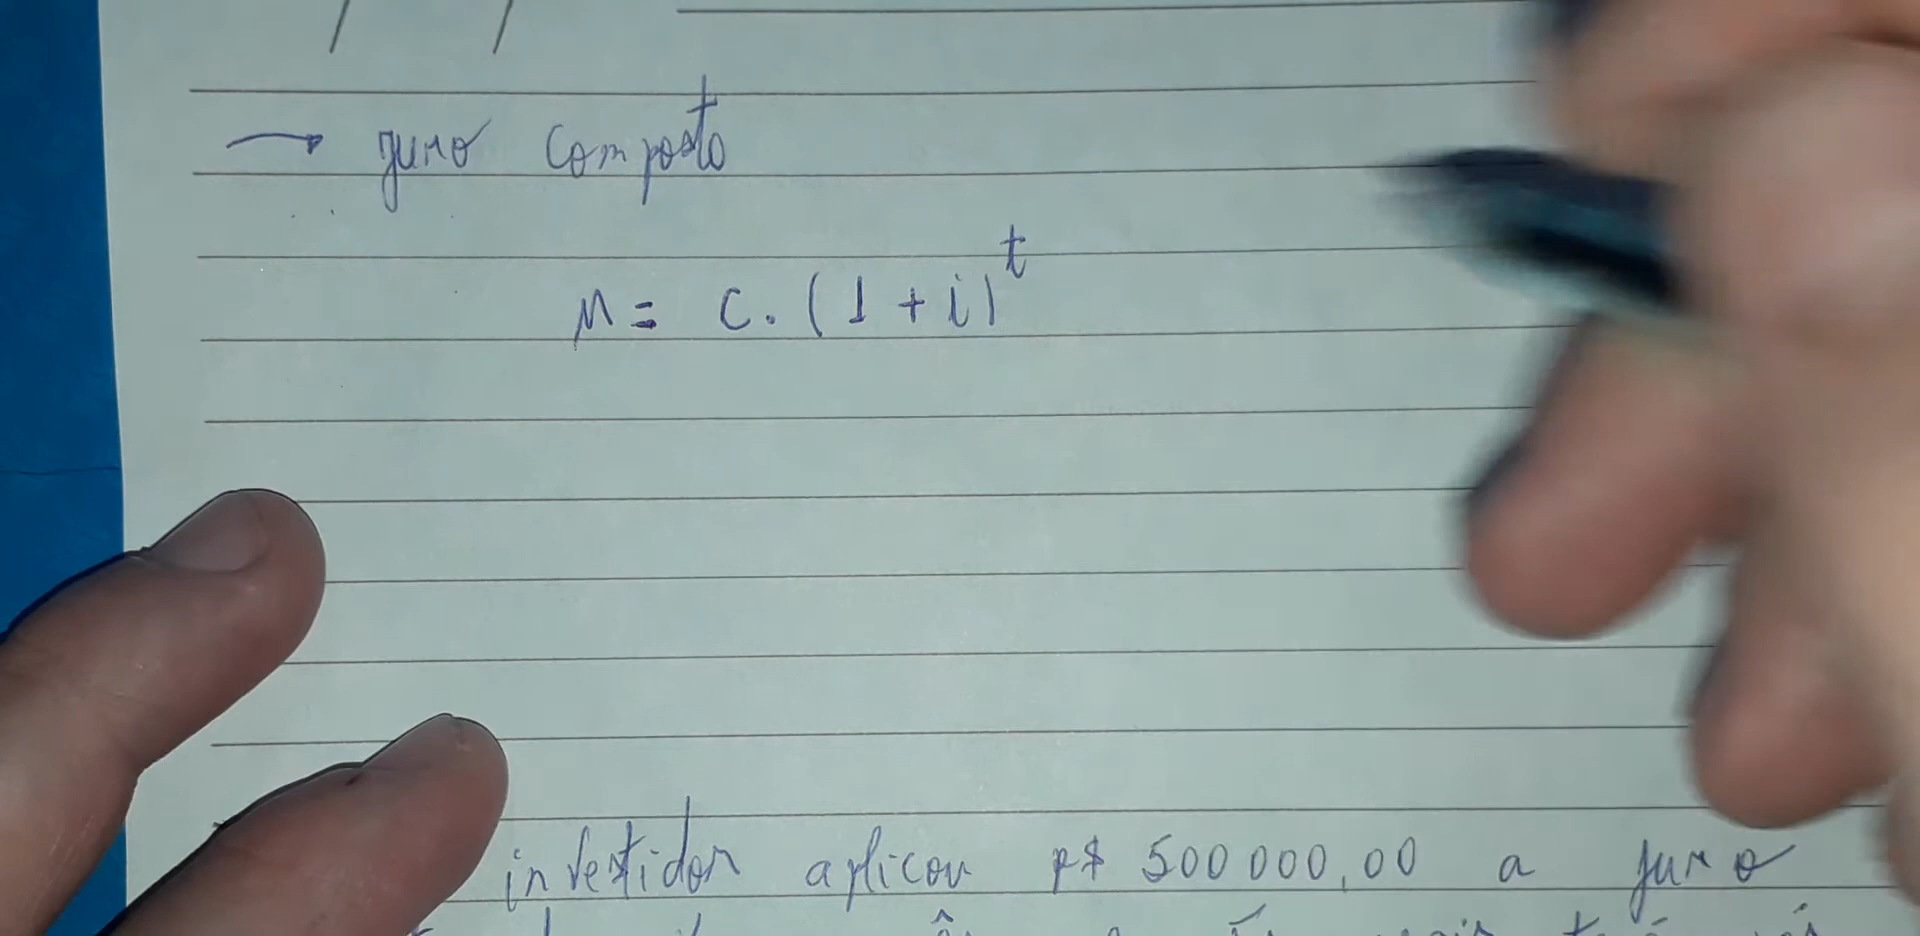 → juro composto
M = C. (1 + i)^t
investidor aplicou R$ 500 000,00 a juro